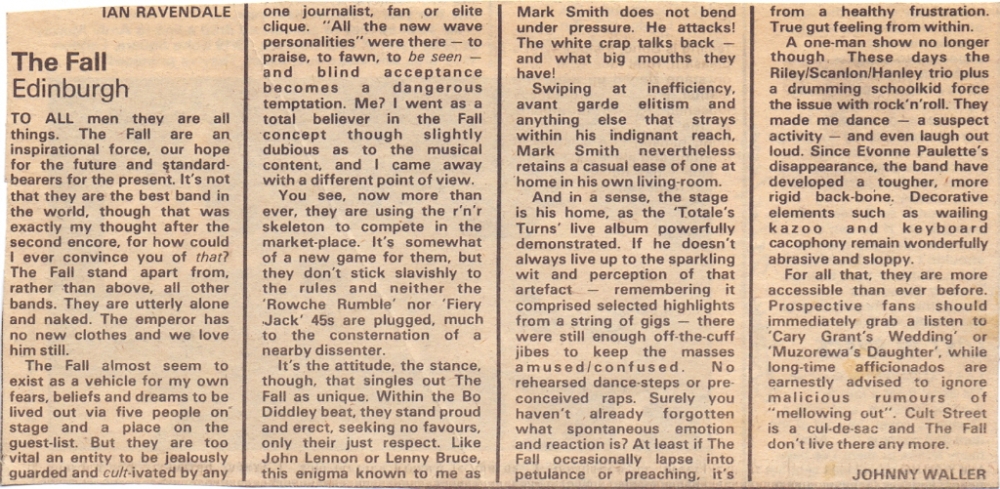 IAN RAVENDALE
The Fall
Edinburgh
TO ALL men they are all
things. The Fall are an
inspirational force, our hope
for the future and standard-
bearers for the present. It's not
that they are the best band in
the world, though that was
exactly my thought after the
second encore, for how could
I ever convince you of that?
The Fall stand apart from,
rather than above, all other
bands. They are utterly alone
and naked. The emperor has
no new clothes and we love
him still.
The Fall almost seem to
exist as a vehicle for my own
fears, beliefs and dreams to be
lived out via five people on
stage and a place on the
guest-list. But they are too
vital an entity to be jealously
guarded and cult-ivated by any
one journalist, fan or elite
clique. "All the new wave
personalities" were there — to
praise, to fawn, to be seen —
and blind acceptance
becomes a dangerous
temptation. Me? I went as a
total believer in the Fall
concept though slightly
dubious as to the musical
content, and I came away
with a different point of view.
You see, now more than
ever, they are using the r'n'r
skeleton to compete in the
market-place. It's somewhat
of a new game for them, but
they don't stick slavishly to
the rules and neither the
'Rowche Rumble' nor 'Fiery
Jack' 45s are plugged, much
to the consternation of a
nearby dissenter.
It's the attitude, the stance,
though, that singles out The
Fall as unique. Within the Bo
Diddley beat, they stand proud
and erect, seeking no favours,
only their just respect. Like
John Lennon or Lenny Bruce,
this enigma known to me as
Mark Smith does not bend
under pressure. He attacks!
The white crap talks back —
and what big mouths they
have!
Swiping at inefficiency,
avant garde elitism and
anything else that strays
within his indignant reach,
Mark Smith nevertheless
retains a casual ease of one at
home in his own living-room.
And in a sense, the stage
is his home, as the 'Totale's
Turns' live album powerfully
demonstrated. If he doesn't
always live up to the sparkling
wit and perception of that
artefact — remembering it
comprised selected highlights
from a string of gigs — there
were still enough off-the-cuff
jibes to keep the masses
amused/confused. No
rehearsed dance-steps or pre-
conceived raps. Surely you
haven't already forgotten
what spontaneous emotion
and reaction is? At least if The
Fall occasionally lapse into
petulance or preaching, it's
from a healthy frustration.
True gut feeling from within.
A one-man show no longer
though. These days the
Riley/Scanlon/Hanley trio plus
a drumming schoolkid force
the issue with rock'n'roll. They
made me dance — a suspect
activity — and even laugh out
loud. Since Evonne Paulette's
disappearance, the band have
developed a tougher, more
rigid back-bone. Decorative
elements such as wailing
kazoo and keyboard
cacophony remain wonderfully
abrasive and sloppy.
For all that, they are more
accessible than ever before.
Prospective fans should
immediately grab a listen to
'Cary Grant's Wedding' or
'Muzorewa's Daughter', while
long-time afficionados are
earnestly advised to ignore
malicious rumours of
"mellowing out". Cult Street
is a cul-de-sac and The Fall
don't live there any more.
JOHNNY WALLER